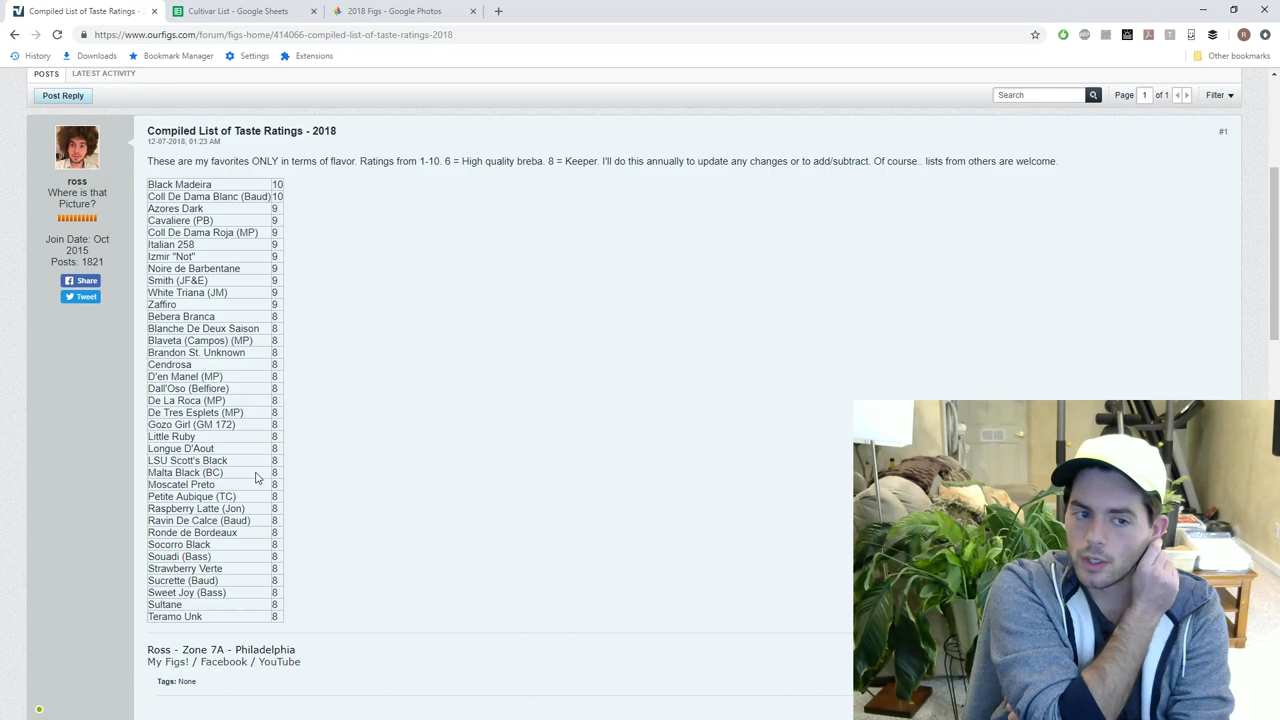 Compiled List of Taste Ratings -
Cultivar List - Google Sheets
2018 Figs - Google Photos
https://www.ourfigs.com/forum/figs-home/414066-compiled-list-of-taste-ratings-2018
History
Downloads
Bookmark Manager
Settings
Extensions
Other bookmarks
POSTS
LATEST ACTIVITY
Post Reply
Search
Page 1 of 1
Filter
Compiled List of Taste Ratings - 2018
#1
12-07-2018, 01:23 AM
These are my favorites ONLY in terms of flavor. Ratings from 1-10. 6 = High qualty breba. 8 = Keeper. I'll do this annually to update any changes or to add/subtract. Of course.. lists from others are welcome.
ross
Where is that
Picture?
Join Date: Oct
2015
Posts: 1821
Share
Tweet
Black Madeira 10
Coll De Dama Blanc (Baud) 10
Azores Dark 9
Cavaliere (PB) 9
Coll De Dama Roja (MP) 9
Italian 258 9
Izmir "Not" 9
Noire de Barbentane 9
Smith (JF&E) 9
White Triana (JM) 9
Zaffiro 9
Bebera Branca 8
Blanche De Deux Saison 8
Blaveta (Campos) (MP) 8
Brandon St. Unknown 8
Cendrosa 8
D'en Manel (MP) 8
Dall'Oso (Belfiore) 8
De La Roca (MP) 8
De Tres Esplets (MP) 8
Gozo Girl (GM 172) 8
Little Ruby 8
Longue D'Aout 8
LSU Scott's Black 8
Malta Black (BC) 8
Moscatel Preto 8
Petite Aubique (TC) 8
Raspberry Latte (Jon) 8
Ravin De Calce (Baud) 8
Ronde de Bordeaux 8
Socorro Black 8
Souadi (Bass) 8
Strawberry Verte 8
Sucrette (Baud) 8
Sweet Joy (Bass) 8
Sultane 8
Teramo Unk 8
Ross - Zone 7A - Philadelphia
My Figs! / Facebook / YouTube
Tags: None